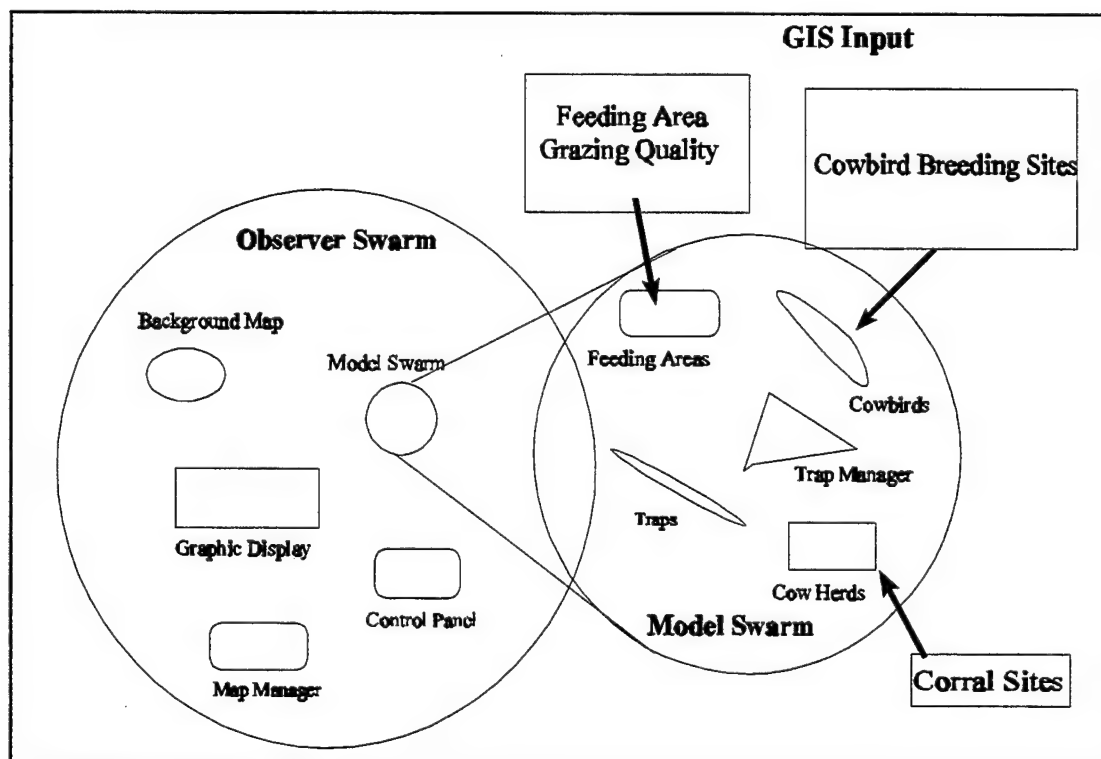 GIS Input
Feeding Area
Grazing Quality
Cowbird Breeding Sites
Observer Swarm
Background Map
Model Swarm
Feeding Areas
Cowbirds
Trap Manager
Traps
Graphic Display
Control Panel
Cow Herds
Model Swarm
Map Manager
Corral Sites